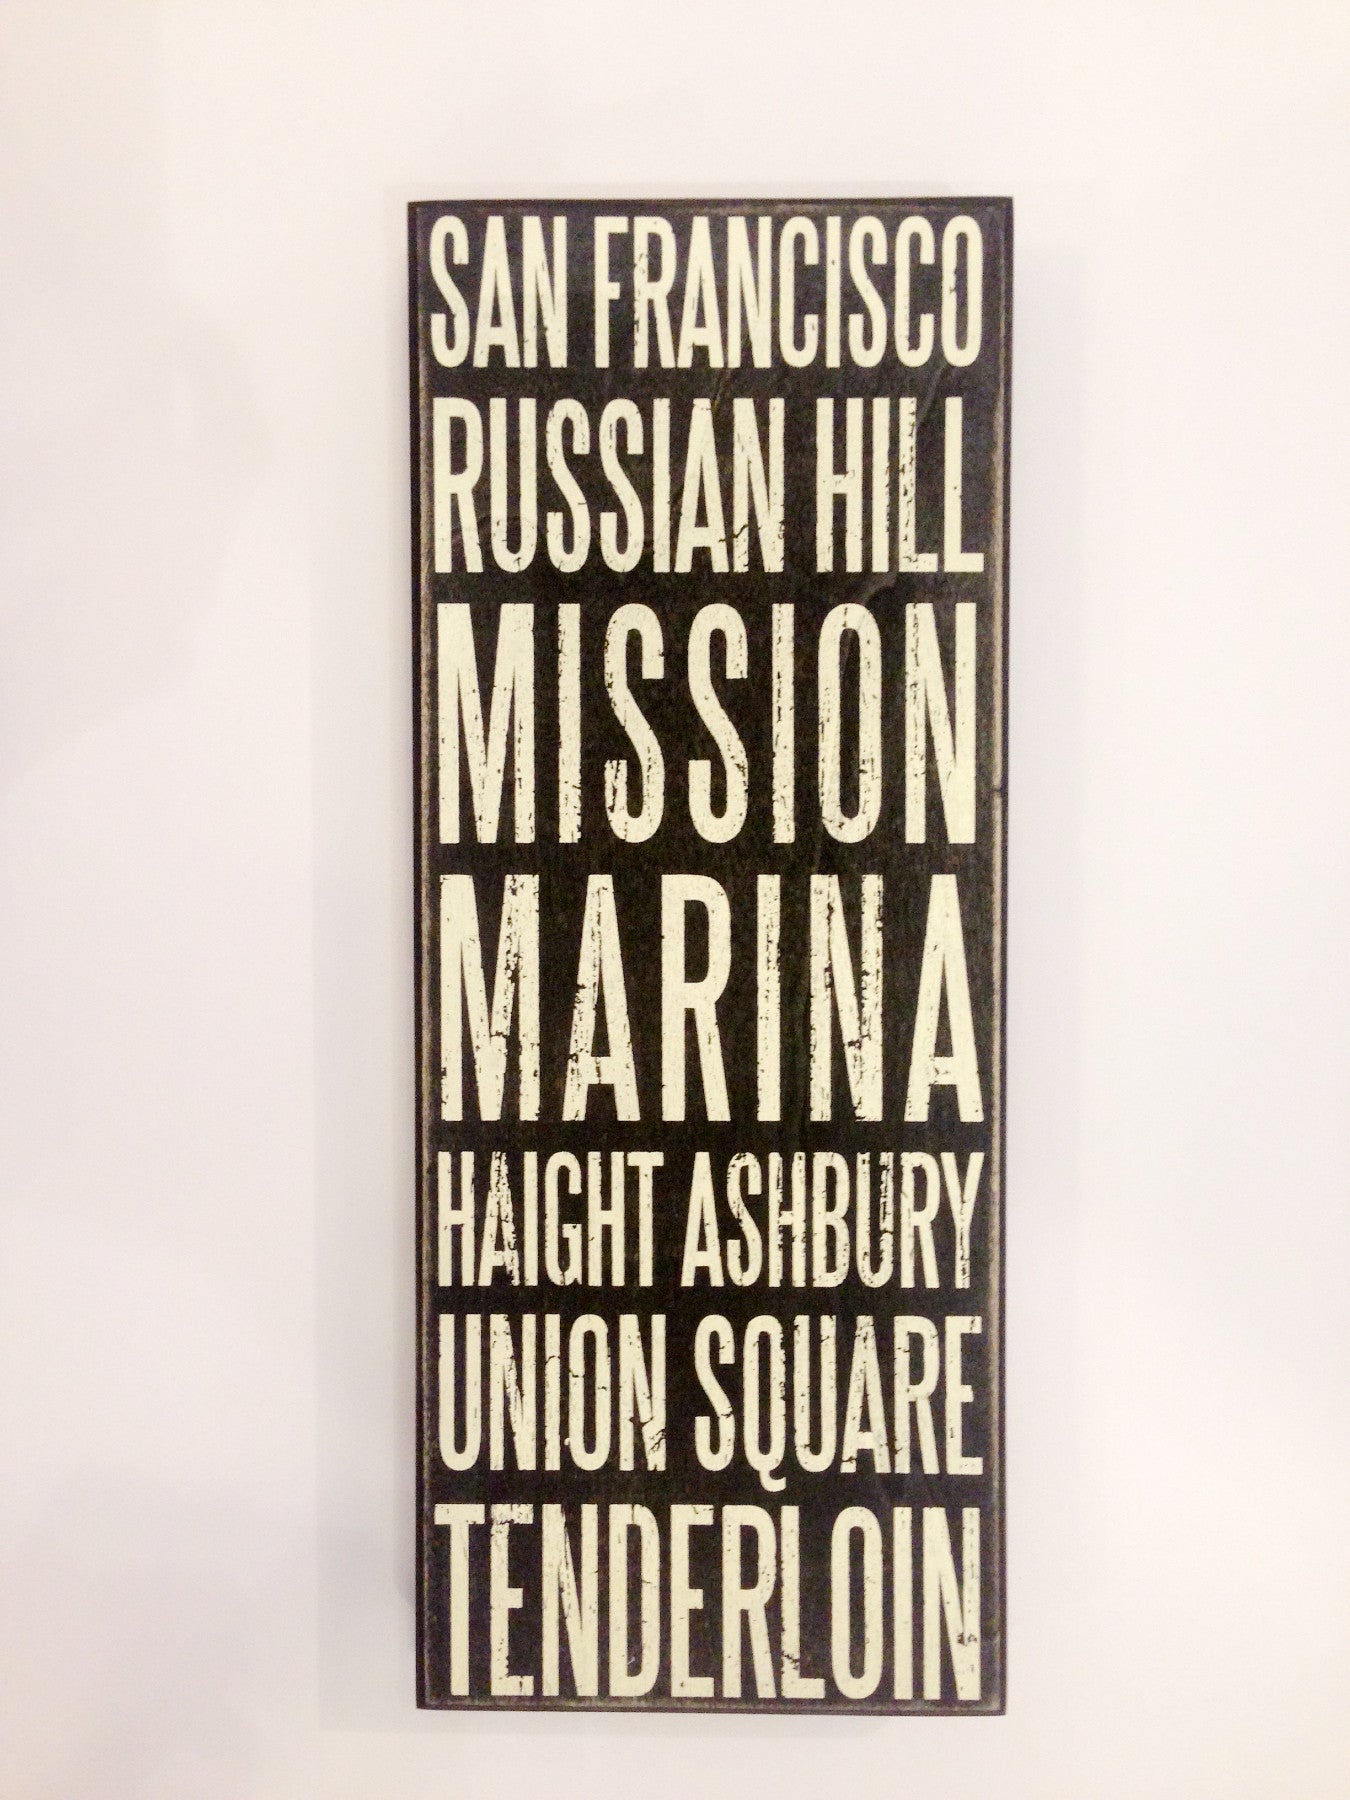 SAN FRANCISCO
RUSSIAN HILL
MISSION
MARINA
HAIGHT ASHBURY
UNION SQUARE
TENDERLOIN